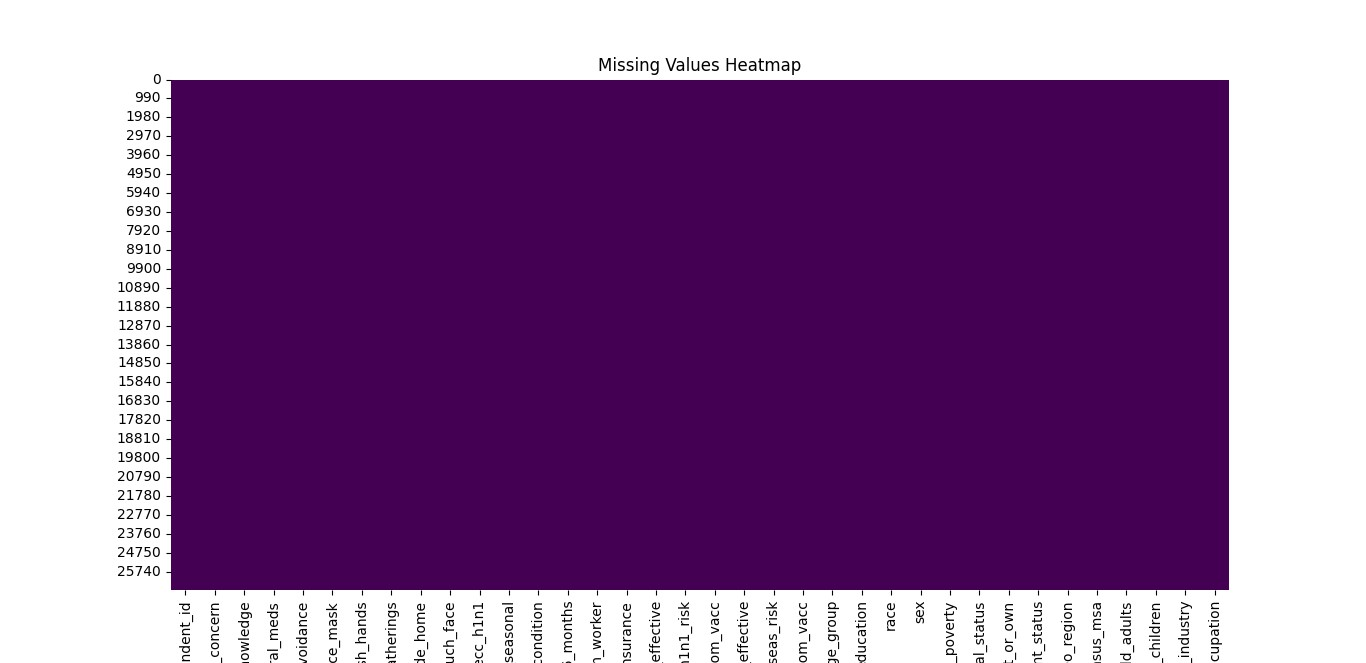 Missing Values Heatmap
0
990
1980
2970
3960
4950
5940
6930
7920
8910
9900
10890
11880
12870
13860
14850
15840
16830
17820
18810
19800
20790
21780
22770
23760
24750
25740
ndent_id
_concern
nowledge
ral_meds
voidance
ce_mask
sh_hands
atherings
de_home
uch_face
ecc_h1n1
seasonal
condition
_months
n_worker
nsurance
effective
1n1_risk
om_vacc
effective
seas_risk
om_vacc
ge_group
ducation
race
sex
_poverty
al_status
t_or_own
nt_status
o_region
nsus_msa
ld_adults
_children
_industry
cupation